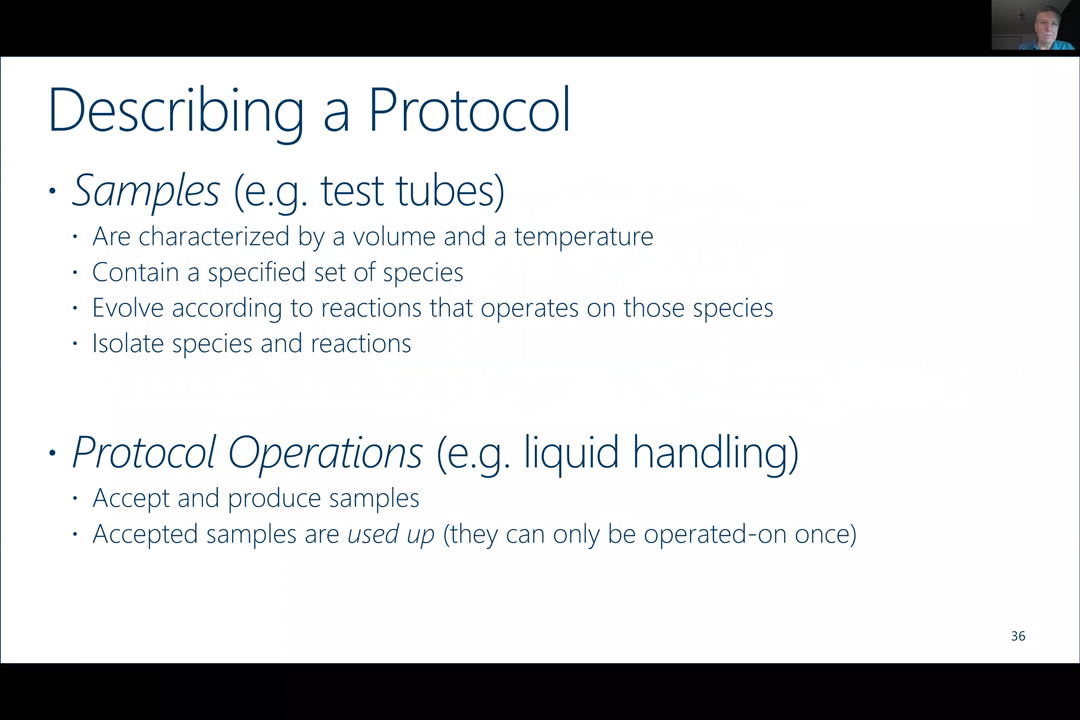 Describing a Protocol
• Samples (e.g. test tubes)
• Are characterized by a volume and a temperature
• Contain a specified set of species
• Evolve according to reactions that operates on those species
• Isolate species and reactions
• Protocol Operations (e.g. liquid handling)
• Accept and produce samples
• Accepted samples are used up (they can only be operated-on once)
36